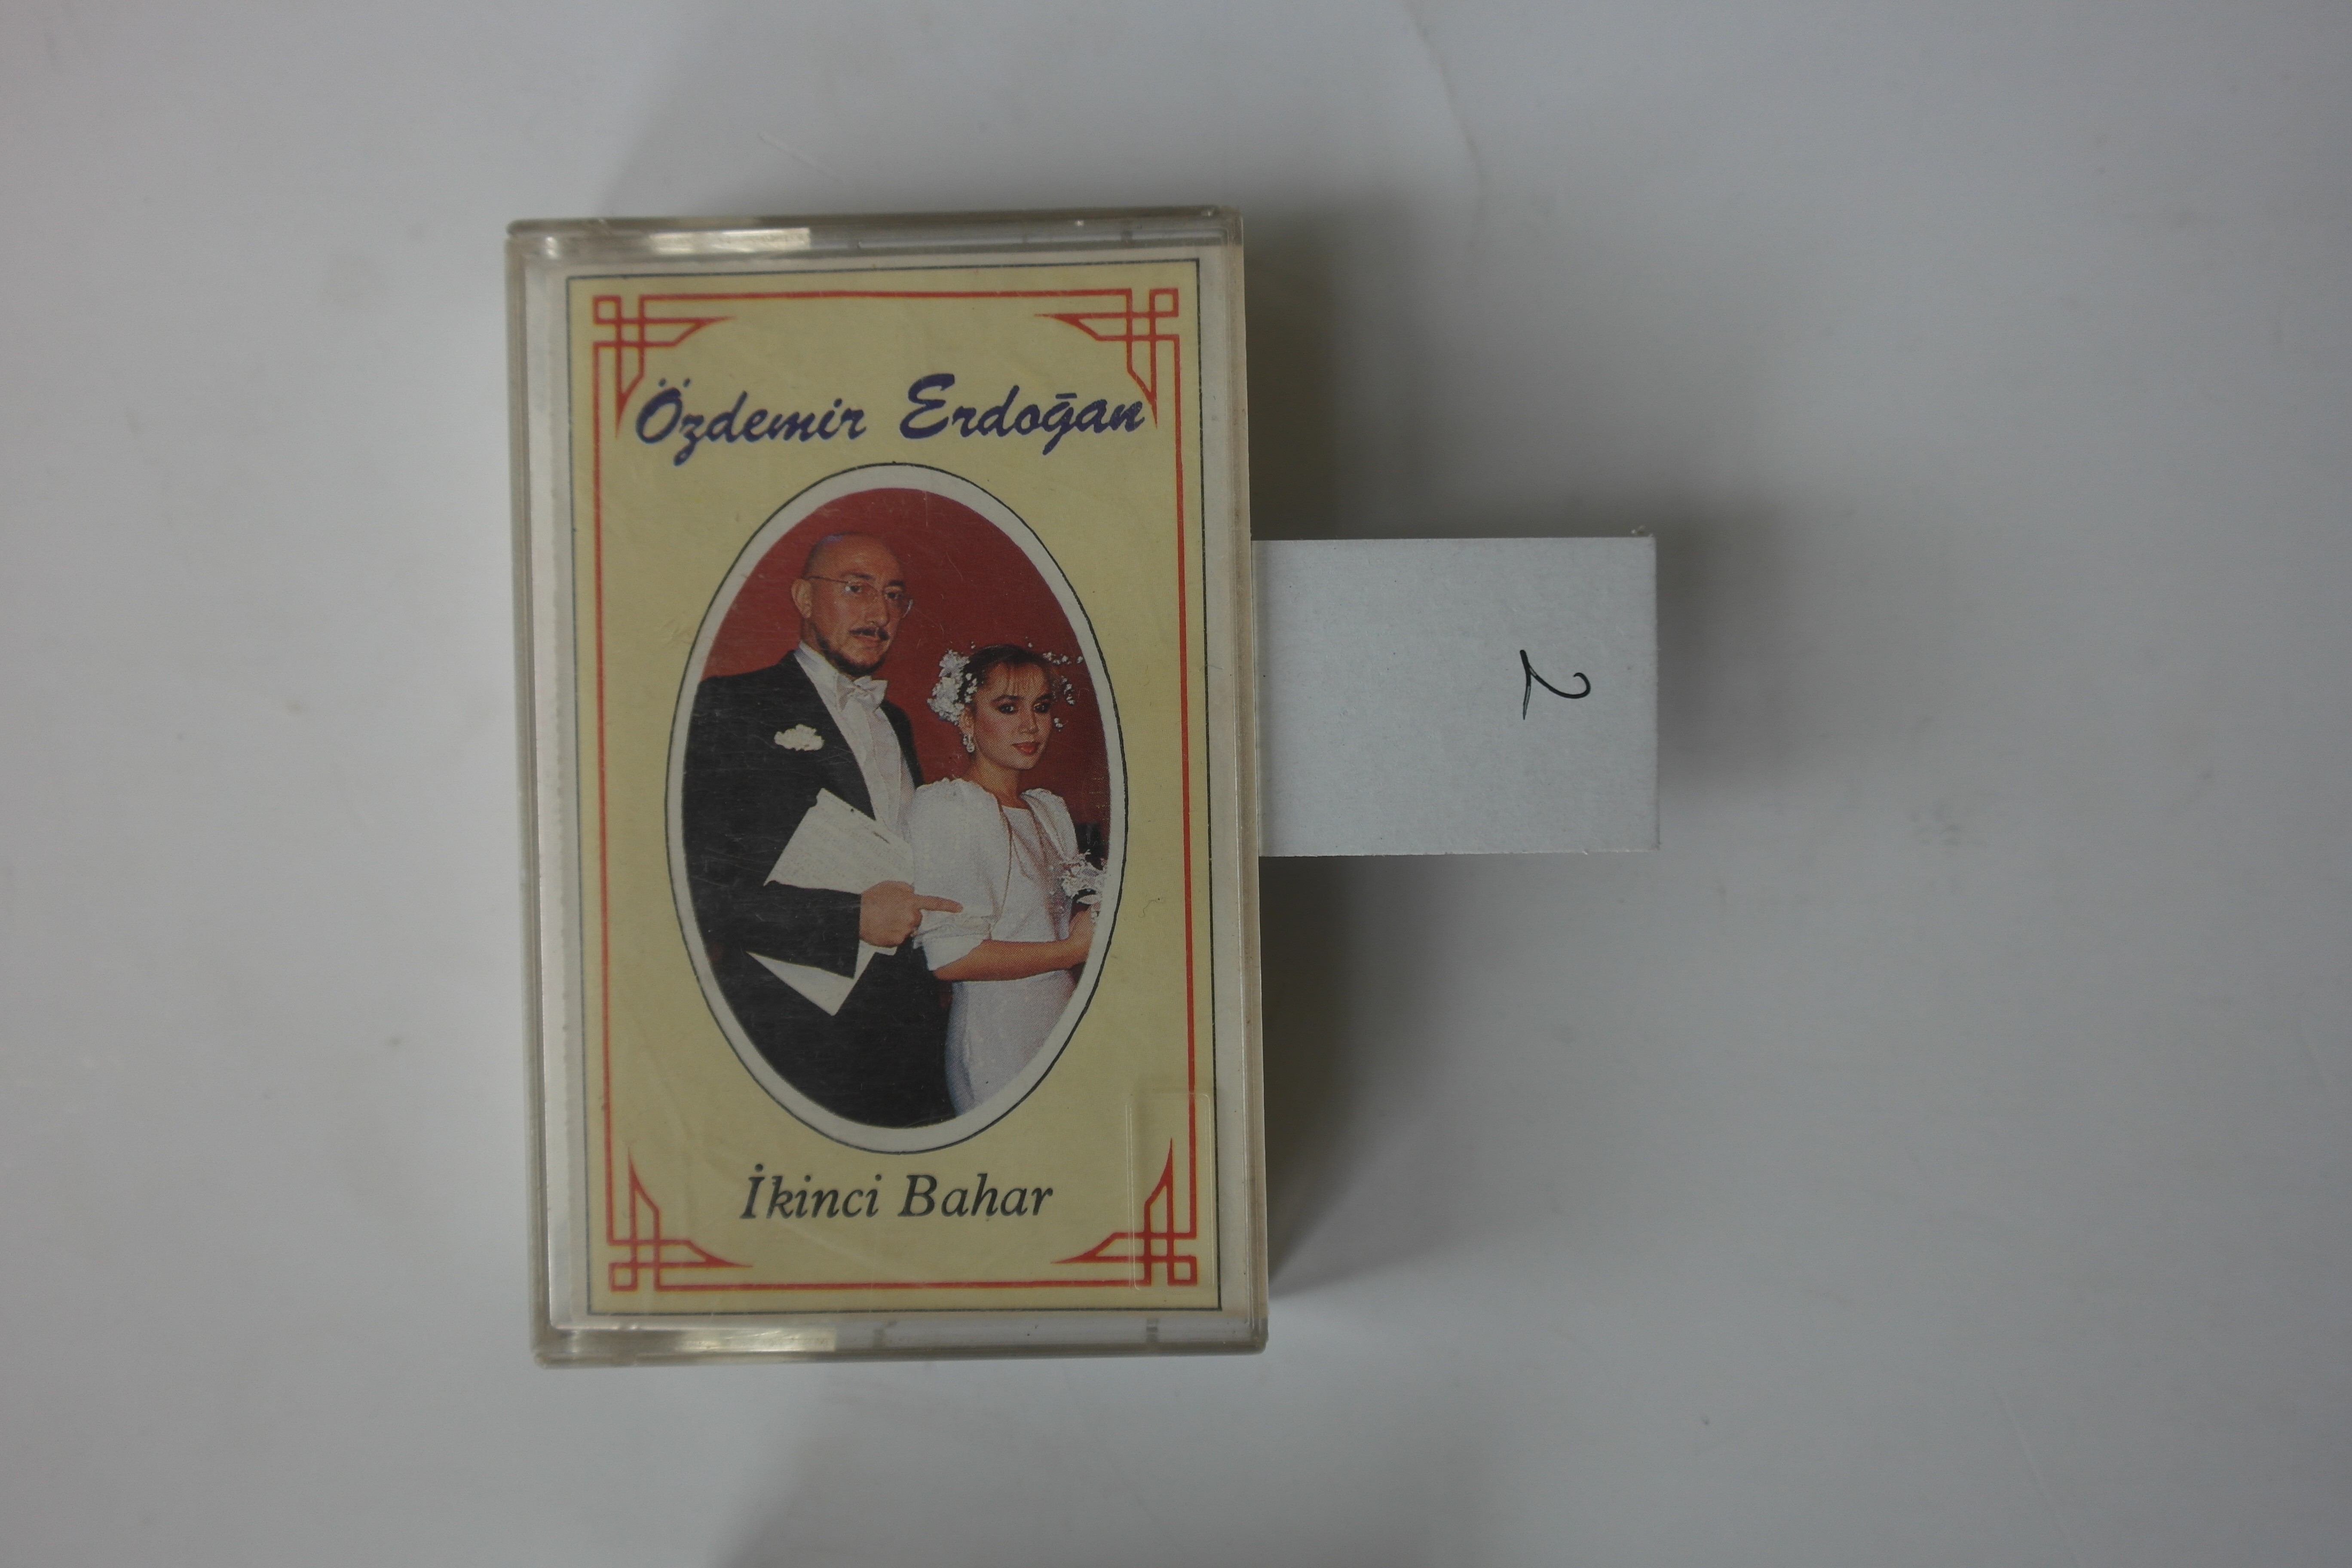 Özdemir Erdoğan
2
İkinci Bahar